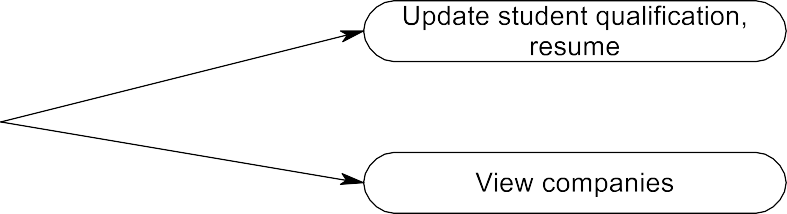 Update student qualification,
resume
View companies